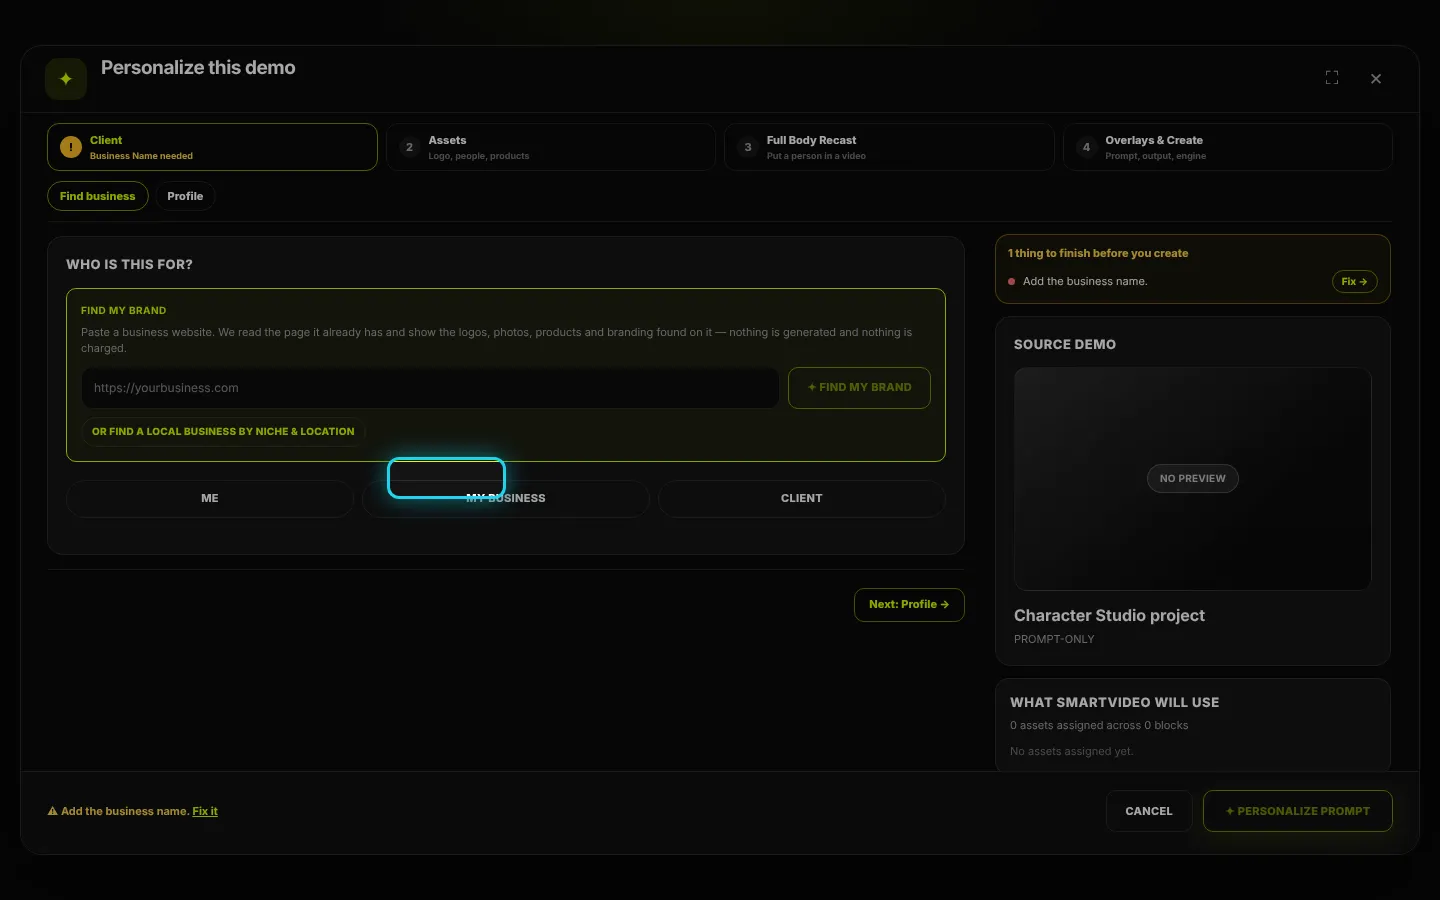 Personalize this demo
! Client
Business Name needed
2 Assets
Logo, people, products
3 Full Body Recast
Put a person in a video
4 Overlays & Create
Prompt, output, engine
Find business
Profile
WHO IS THIS FOR?
FIND MY BRAND
Paste a business website. We read the page it already has and show the logos, photos, products and branding found on it — nothing is generated and nothing is
charged.
https://yourbusiness.com
✦ FIND MY BRAND
OR FIND A LOCAL BUSINESS BY NICHE & LOCATION
ME
MY BUSINESS
CLIENT
Next: Profile →
1 thing to finish before you create
Add the business name.
Fix →
SOURCE DEMO
NO PREVIEW
Character Studio project
PROMPT-ONLY
WHAT SMARTVIDEO WILL USE
0 assets assigned across 0 blocks
No assets assigned yet.
⚠ Add the business name. Fix it
CANCEL
✦ PERSONALIZE PROMPT